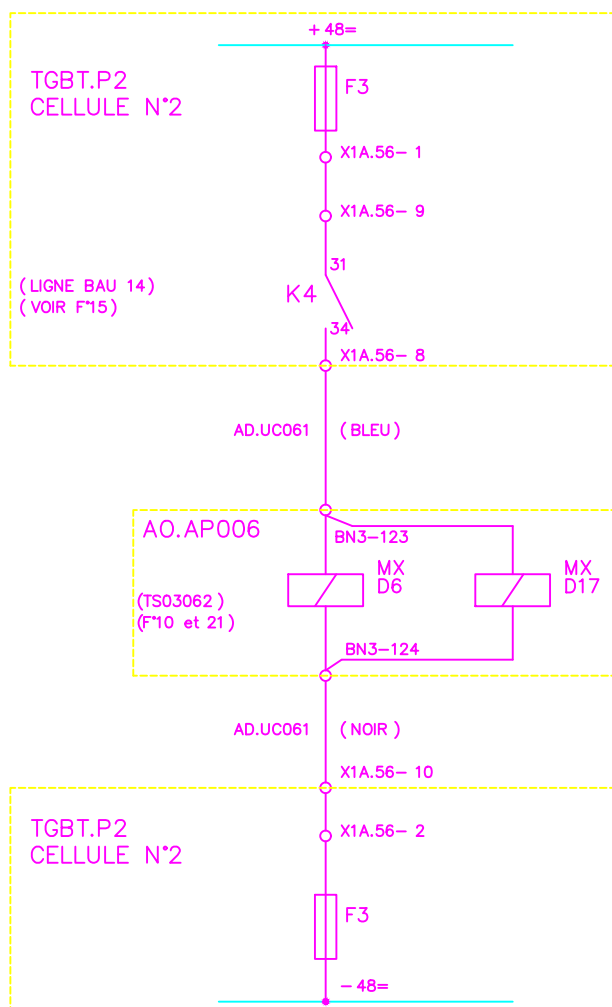 +48=
TGBT.P2
CELLULE N°2
F3
X1A.56- 1
X1A.56- 9
31
(LIGNE BAU 14)
(VOIR F°15)
K4
34
X1A.56- 8
AD.UC061 (BLEU)
AO.AP006
BN3-123
MX
D6
MX
D17
(TS03062)
(F°10 et 21)
BN3-124
AD.UC061 (NOIR)
X1A.56- 10
TGBT.P2
CELLULE N°2
X1A.56- 2
F3
-48=